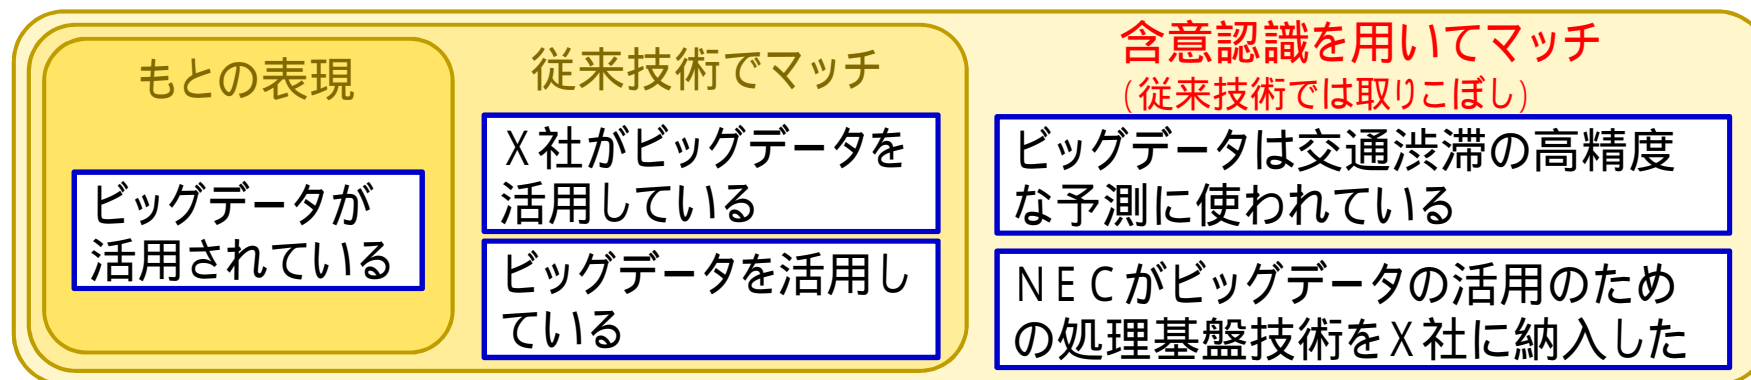 もとの表現
ビッグデータが
活用されている
従来技術でマッチ
X社がビッグデータを
活用している
ビッグデータを活用し
ている
含意認識を用いてマッチ
(従来技術では取りこぼし)
ビッグデータは交通渋滞の高精度
な予測に使われている
NECがビッグデータの活用のため
の処理基盤技術をX社に納入した